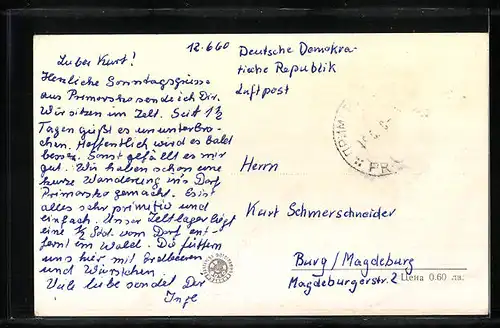 12.6.60
Lieber Kurt!
Herzliche Sonntagsgrüsse
aus Primorsko sende ich Dir.
Wir sitzen im Zelt. Seit 1½
Tagen gießt es ununterbro-
chen. Hoffentlich wird es bald
besser. Sonst gefällt es mir
gut. Wir haben schon eine
kurze Wanderung ins Dorf
Primorsko gemacht. Es ist
alles sehr primitiv und
einfach. Unser Zeltlager liegt
eine ½ Std. vom Dorf ent-
fernt im Wald. Du futtern
uns hier mit Erdbeeren
und Würstchen.
Viele liebe sendet Dir
Inge
Deutsche Demokra-
tische Republik
Luftpost
Herrn
Kurt Schmerschneider
Burg/Magdeburg
Magdeburgerstr. 2
Цена 0.60 лв.